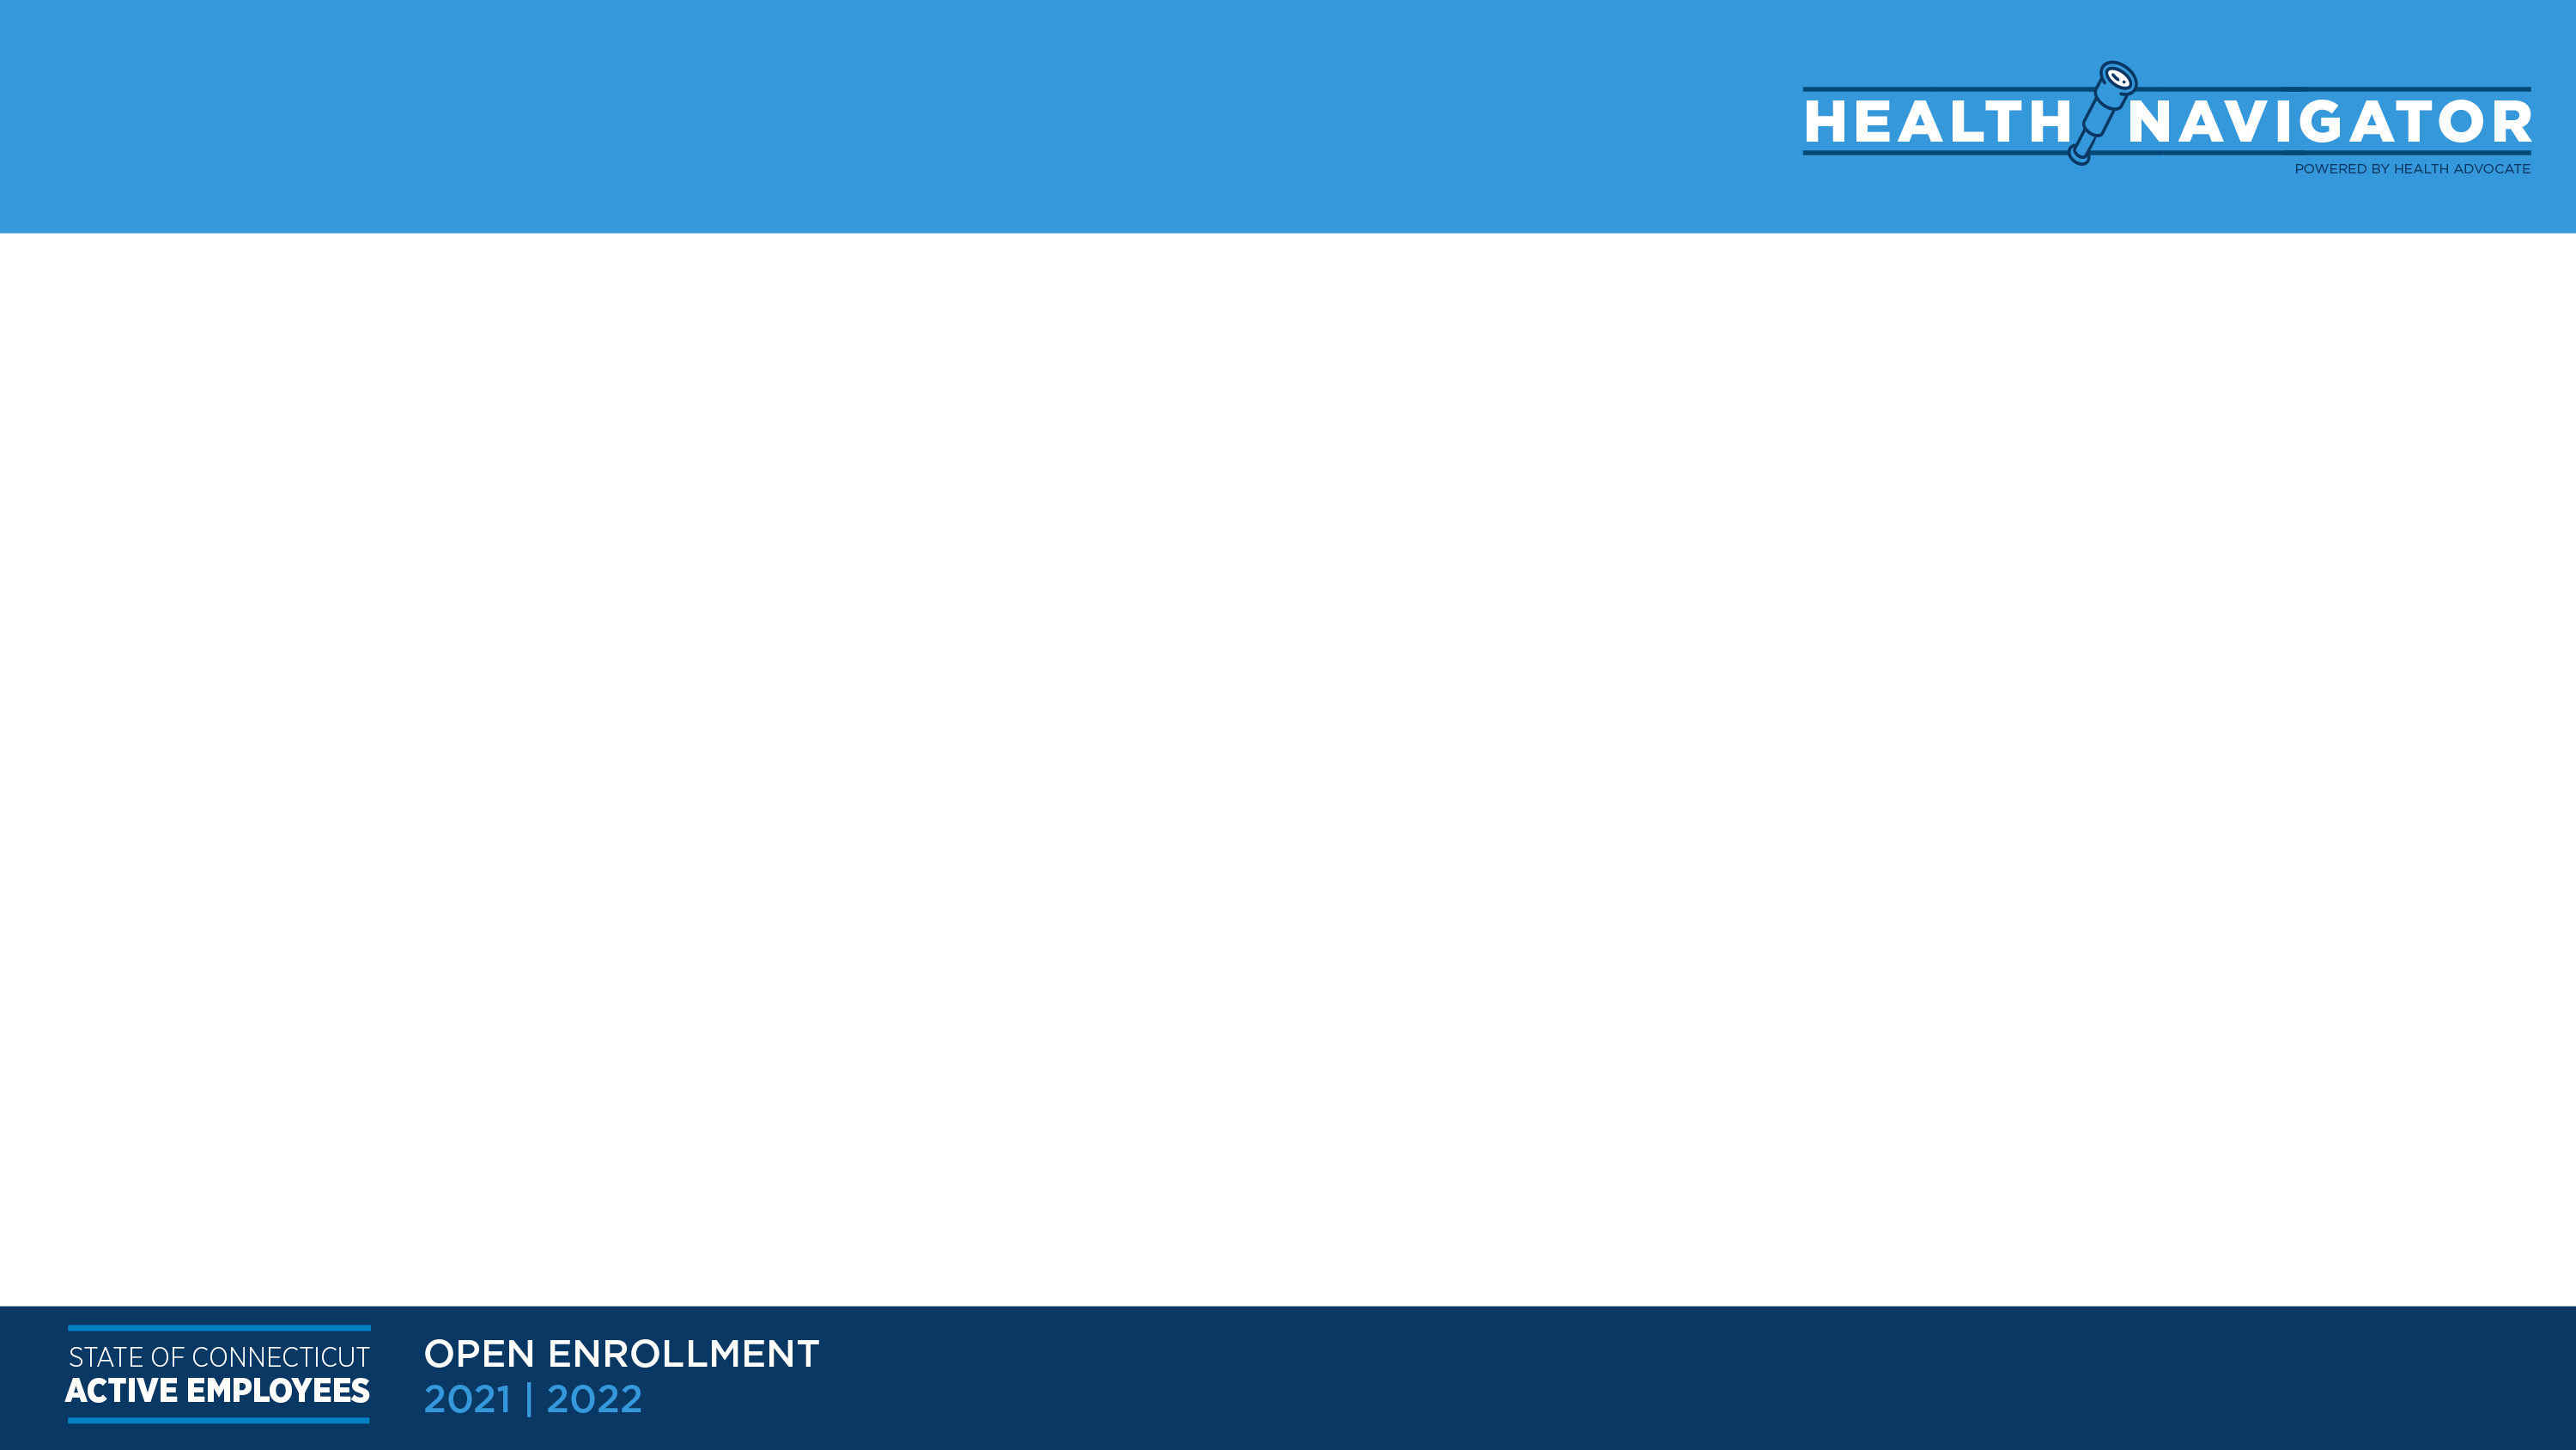 HEALTH NAVIGATOR
POWERED BY HEALTH ADVOCATE
STATE OF CONNECTICUT
ACTIVE EMPLOYEES
OPEN ENROLLMENT
2021 | 2022